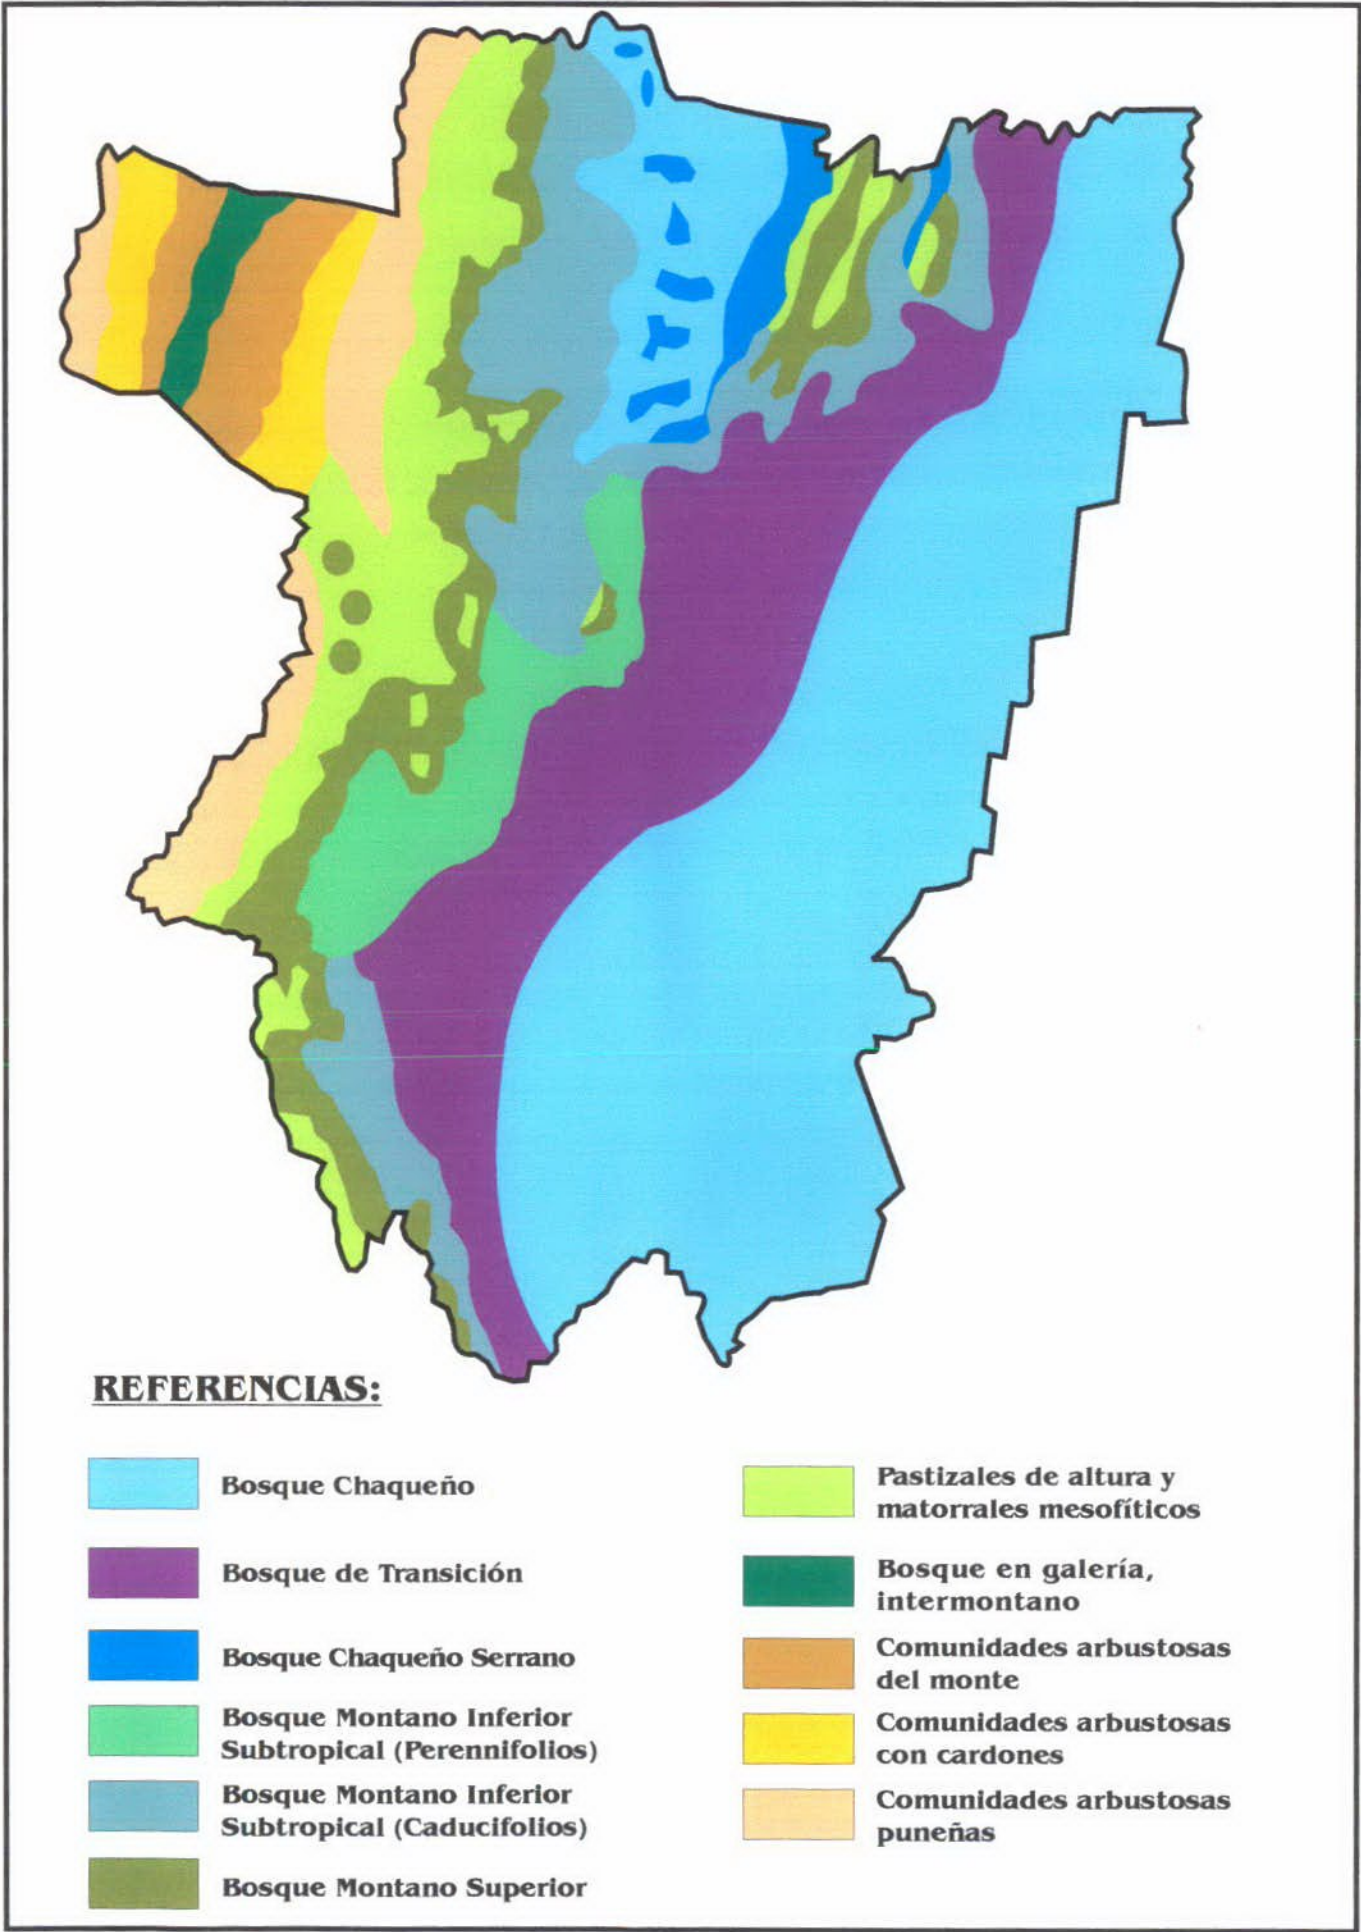 REFERENCIAS:
Bosque Chaqueño
Bosque de Transición
Bosque Chaqueño Serrano
Bosque Montano Inferior
Subtropical (Perennifolios)
Bosque Montano Inferior
Subtropical (Caducifolios)
Bosque Montano Superior
Pastizales de altura y
matorrales mesofíticos
Bosque en galería,
intermontano
Comunidades arbustosas
del monte
Comunidades arbustosas
con cardones
Comunidades arbustosas
puneñas